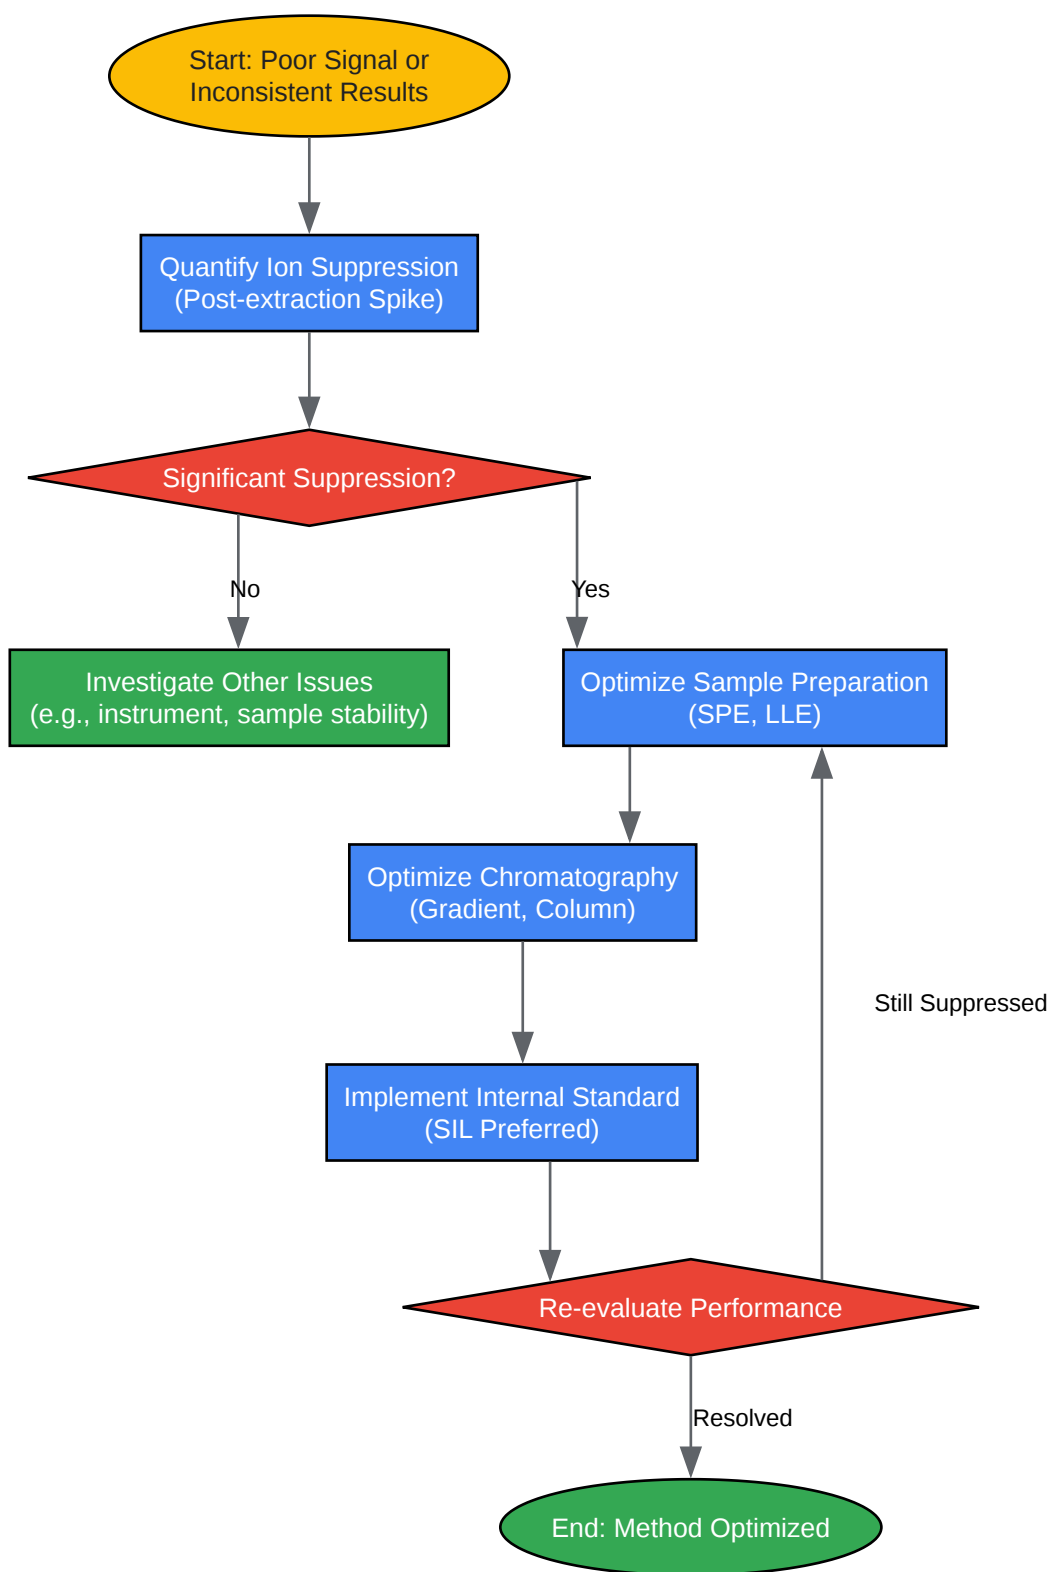 Start: Poor Signal or
Inconsistent Results
Quantify Ion Suppression
(Post-extraction Spike)
Significant Suppression?
No
Yes
Investigate Other Issues
(e.g., instrument, sample stability)
Optimize Sample Preparation
(SPE, LLE)
Optimize Chromatography
(Gradient, Column)
Still Suppressed
Implement Internal Standard
(SIL Preferred)
Re-evaluate Performance
Resolved
End: Method Optimized